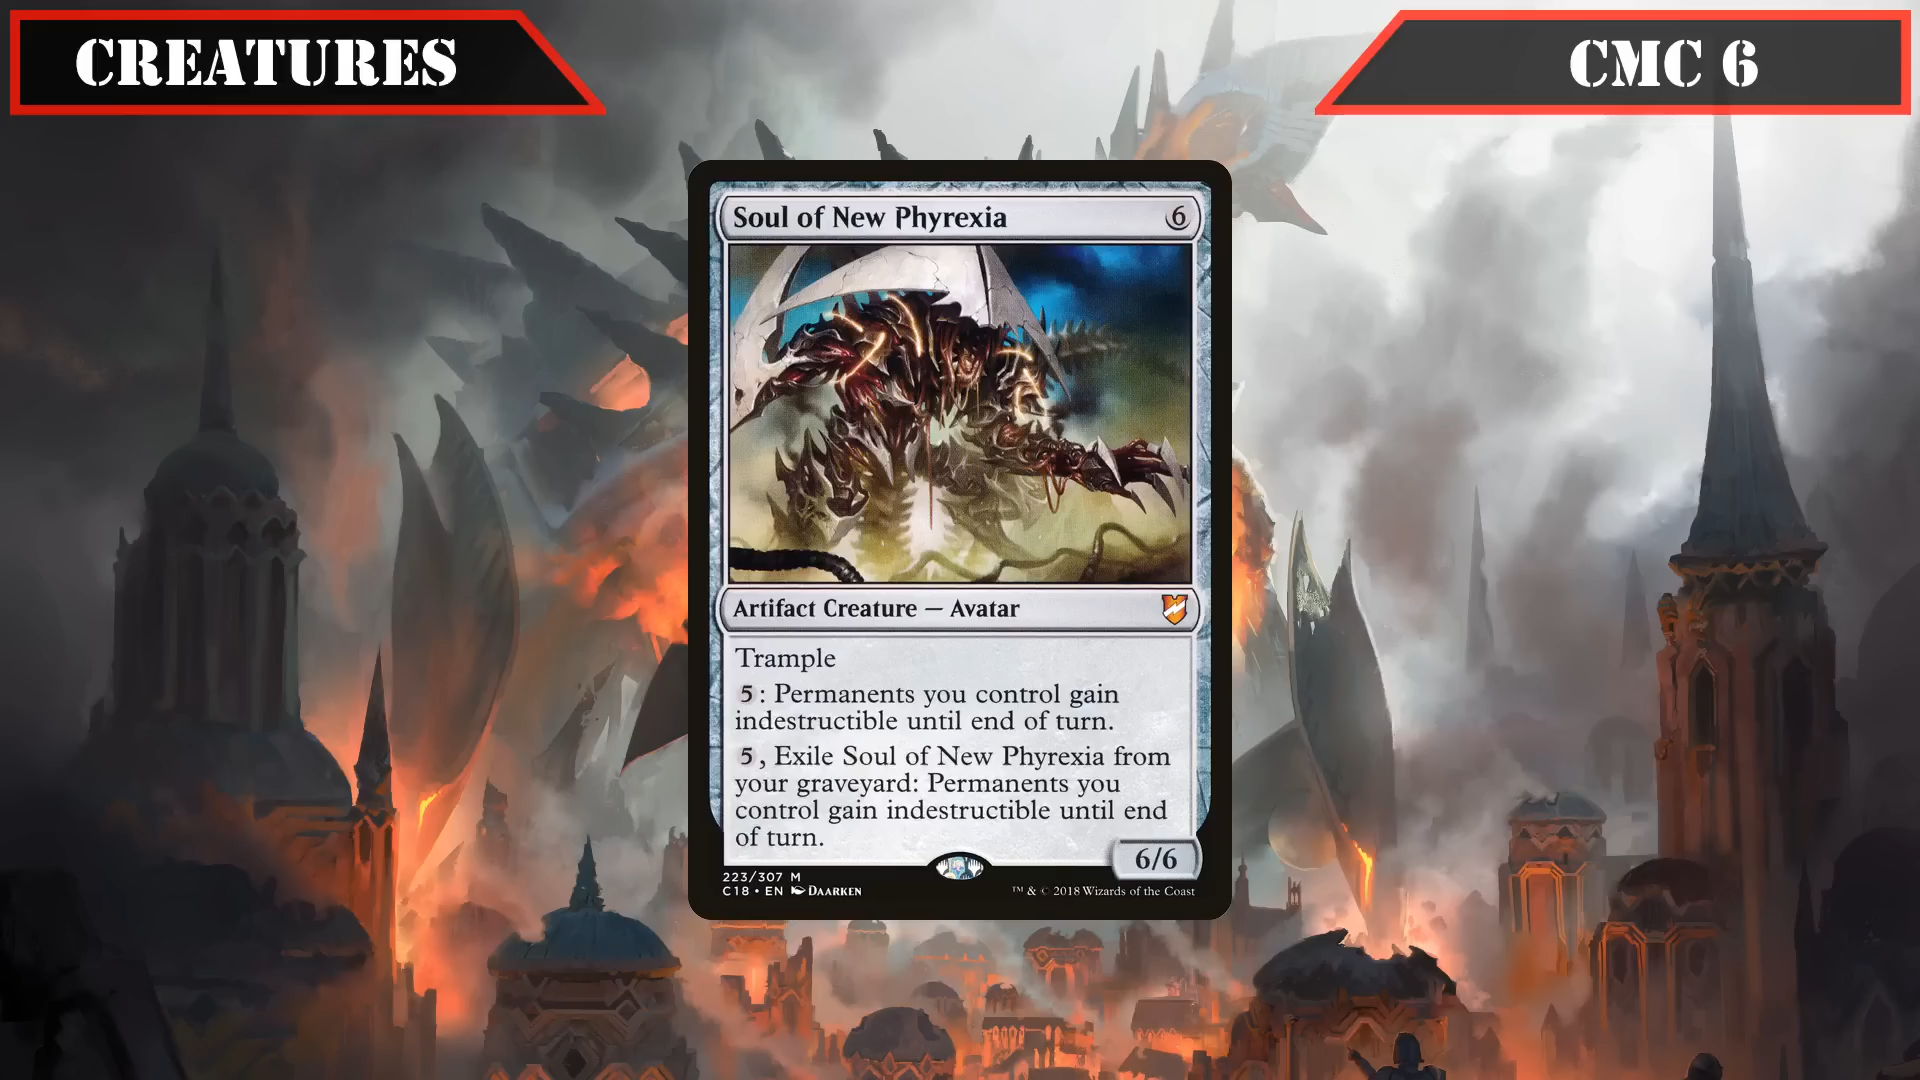 CREATURES
CMC 6
Soul of New Phyrexia 6
Artifact Creature — Avatar
Trample
5: Permanents you control gain
indestructible until end of turn.
5, Exile Soul of New Phyrexia from
your graveyard: Permanents you
control gain indestructible until end
of turn.
6/6
223/307 M
C18 • EN DAARKEN
™ & © 2018 Wizards of the Coast